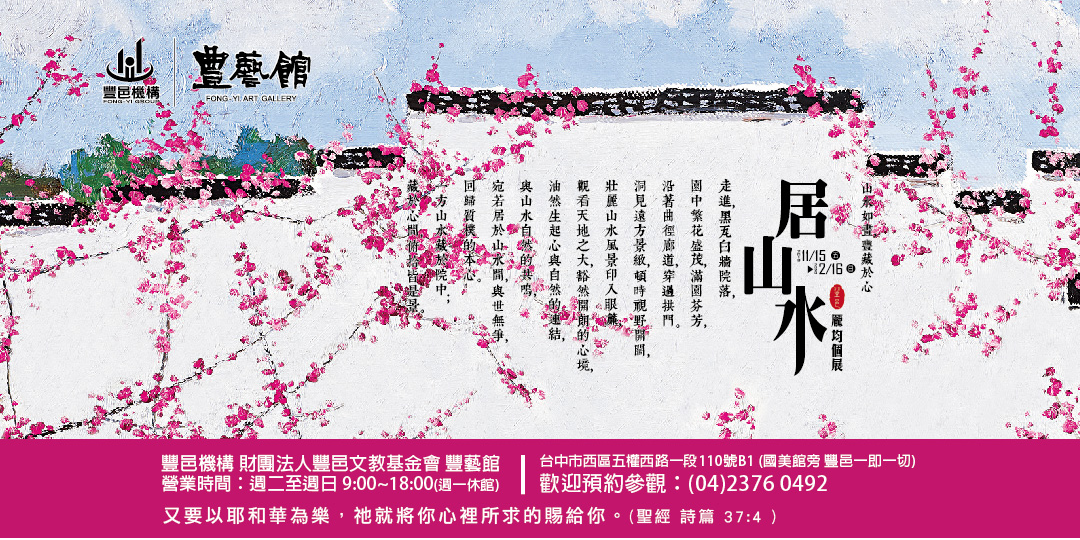 豐邑機構
FONG-YI GROUP
豐藝館
FONG-YI ART GALLERY
山水如畫豐藏於心
居山水
11/15 五
▶2/16 日
龐均個展
走進,黑瓦白牆院落,
園中繁花盛茂,滿園芬芳,
沿著曲徑廊道,穿過拱門。
洞見遠方景緻,頓時視野開闊,
壯麗山水風景印入眼簾,
觀看天地之大,豁然開朗的心境,
油然生起心與自然的連結,
與山水自然的共鳴,
宛若居於山水間與世無爭,
回歸質樸的本心。
一方山水藏於院中;
藏於心間
皆是景。
豐邑機構 財團法人豐邑文教基金會 豐藝館
營業時間：週二至週日 9:00~18:00(週一休館)
台中市西區五權西路一段110號B1 (國美館旁 豐邑一即一切)
歡迎預約參觀：(04)2376 0492
又要以耶和華為樂，祂就將你心裡所求的賜給你。(聖經 詩篇 37:4 )